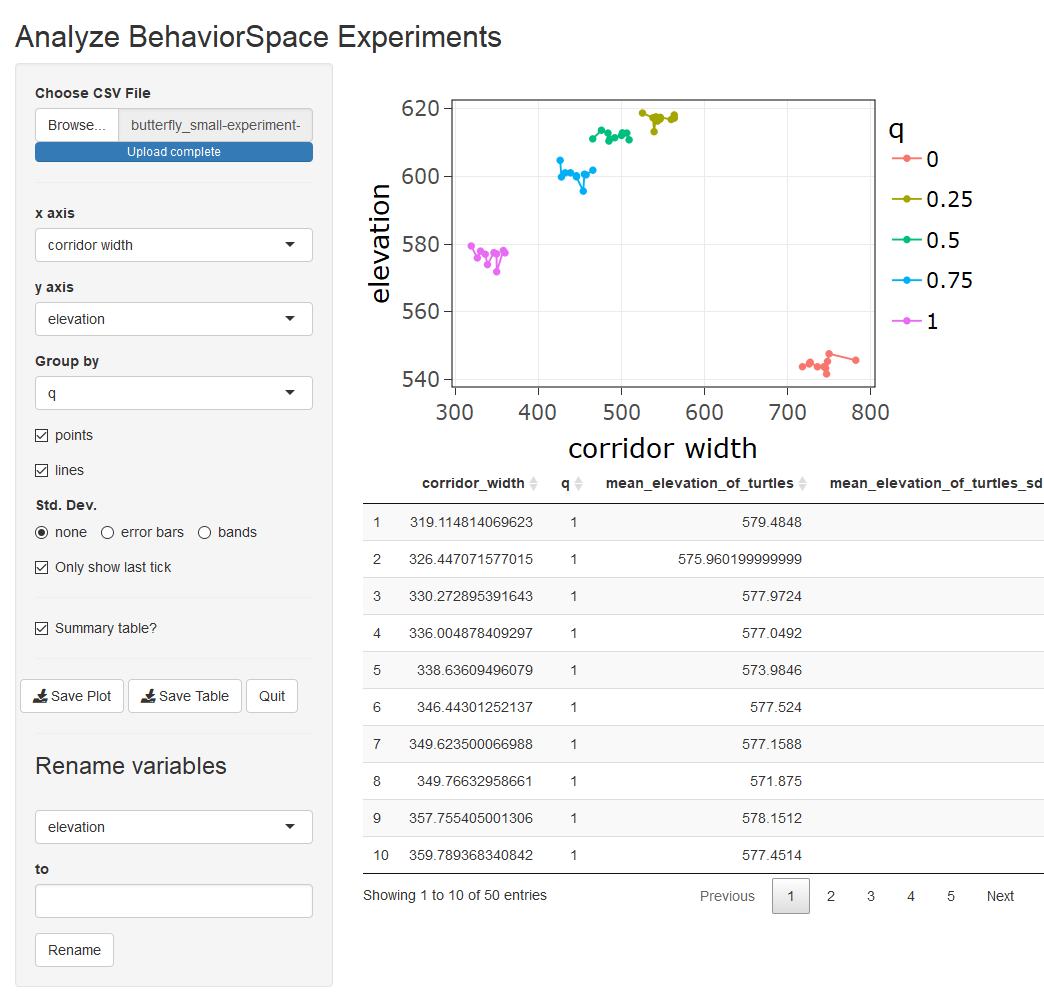 Analyze BehaviorSpace Experiments
Choose CSV File
Browse... butterfly_small-experiment-
Upload complete
x axis
corridor width
y axis
elevation
Group by
q
points
lines
Std. Dev.
none error bars bands
Only show last tick
Summary table?
Save Plot Save Table Quit
Rename variables
elevation
to
Rename
620
600
580
560
540
elevation
300 400 500 600 700 800
corridor width
q
0
0.25
0.5
0.75
1
corridor_width q mean_elevation_of_turtles mean_elevation_of_turtles_sd
1 319.114814069623 1 579.4848
2 326.447071577015 1 575.960199999999
3 330.272895391643 1 577.9724
4 336.004878409297 1 577.0492
5 338.63609496079 1 573.9846
6 346.44301252137 1 577.524
7 349.623500066988 1 577.1588
8 349.76632958661 1 571.875
9 357.755405001306 1 578.1512
10 359.789368340842 1 577.4514
Showing 1 to 10 of 50 entries
Previous 1 2 3 4 5 Next